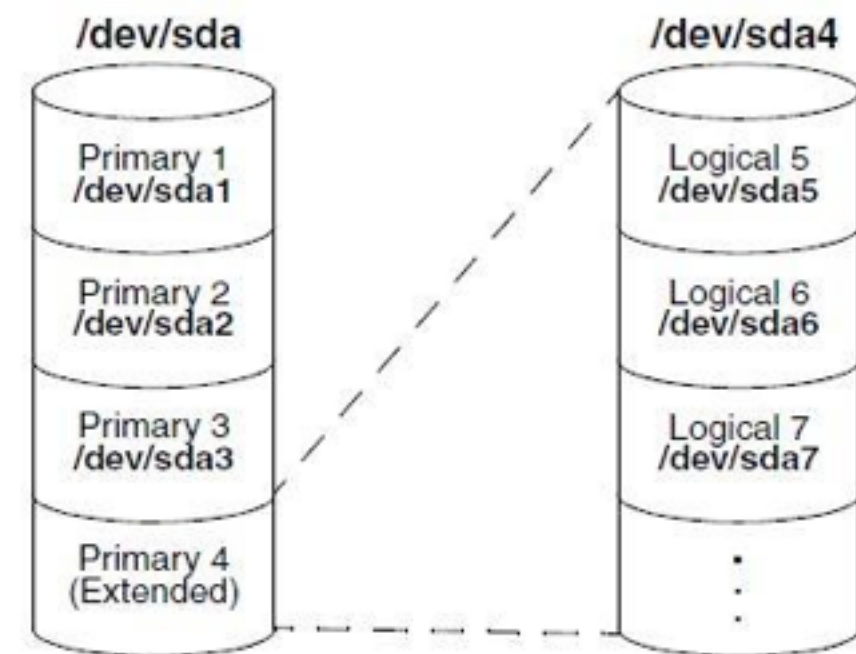 /dev/sda
Primary 1
/dev/sda1
Primary 2
/dev/sda2
Primary 3
/dev/sda3
Primary 4
(Extended)
/dev/sda4
Logical 5
/dev/sda5
Logical 6
/dev/sda6
Logical 7
/dev/sda7